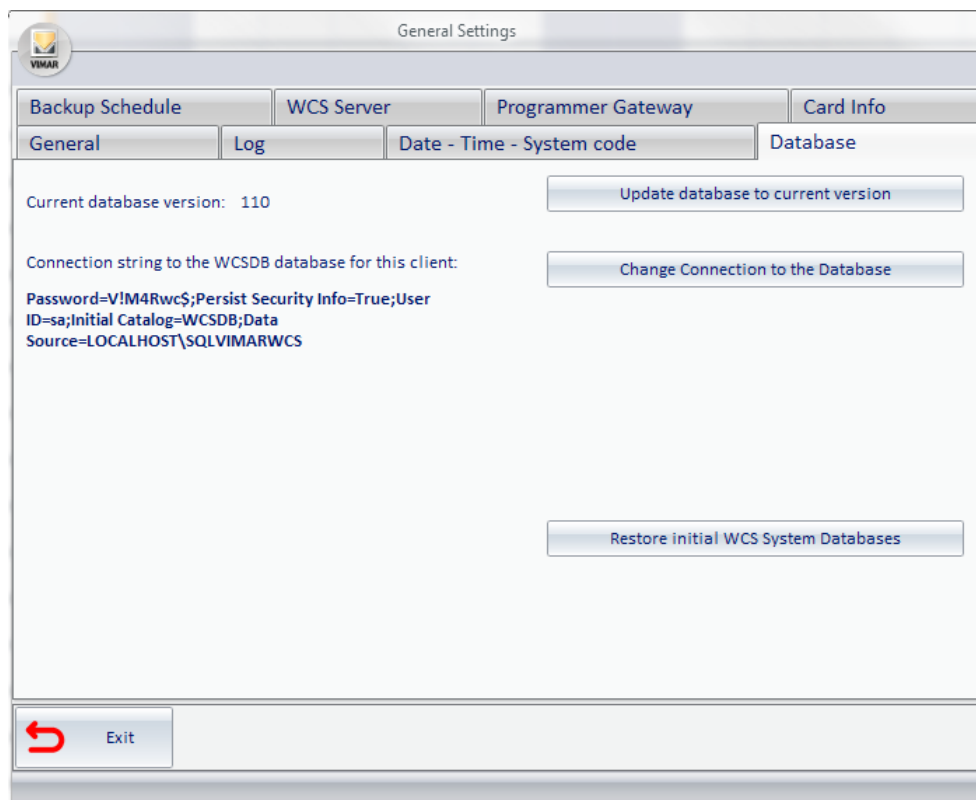 General Settings
VIMAR
Backup Schedule
WCS Server
Programmer Gateway
Card Info
General
Log
Date - Time - System code
Database
Current database version: 110
Update database to current version
Connection string to the WCSDB database for this client:
Change Connection to the Database
Password=V!M4Rwc$;Persist Security Info=True;User
ID=sa;Initial Catalog=WCSDB;Data
Source=LOCALHOST\SQLVIMARWCS
Restore initial WCS System Databases
Exit